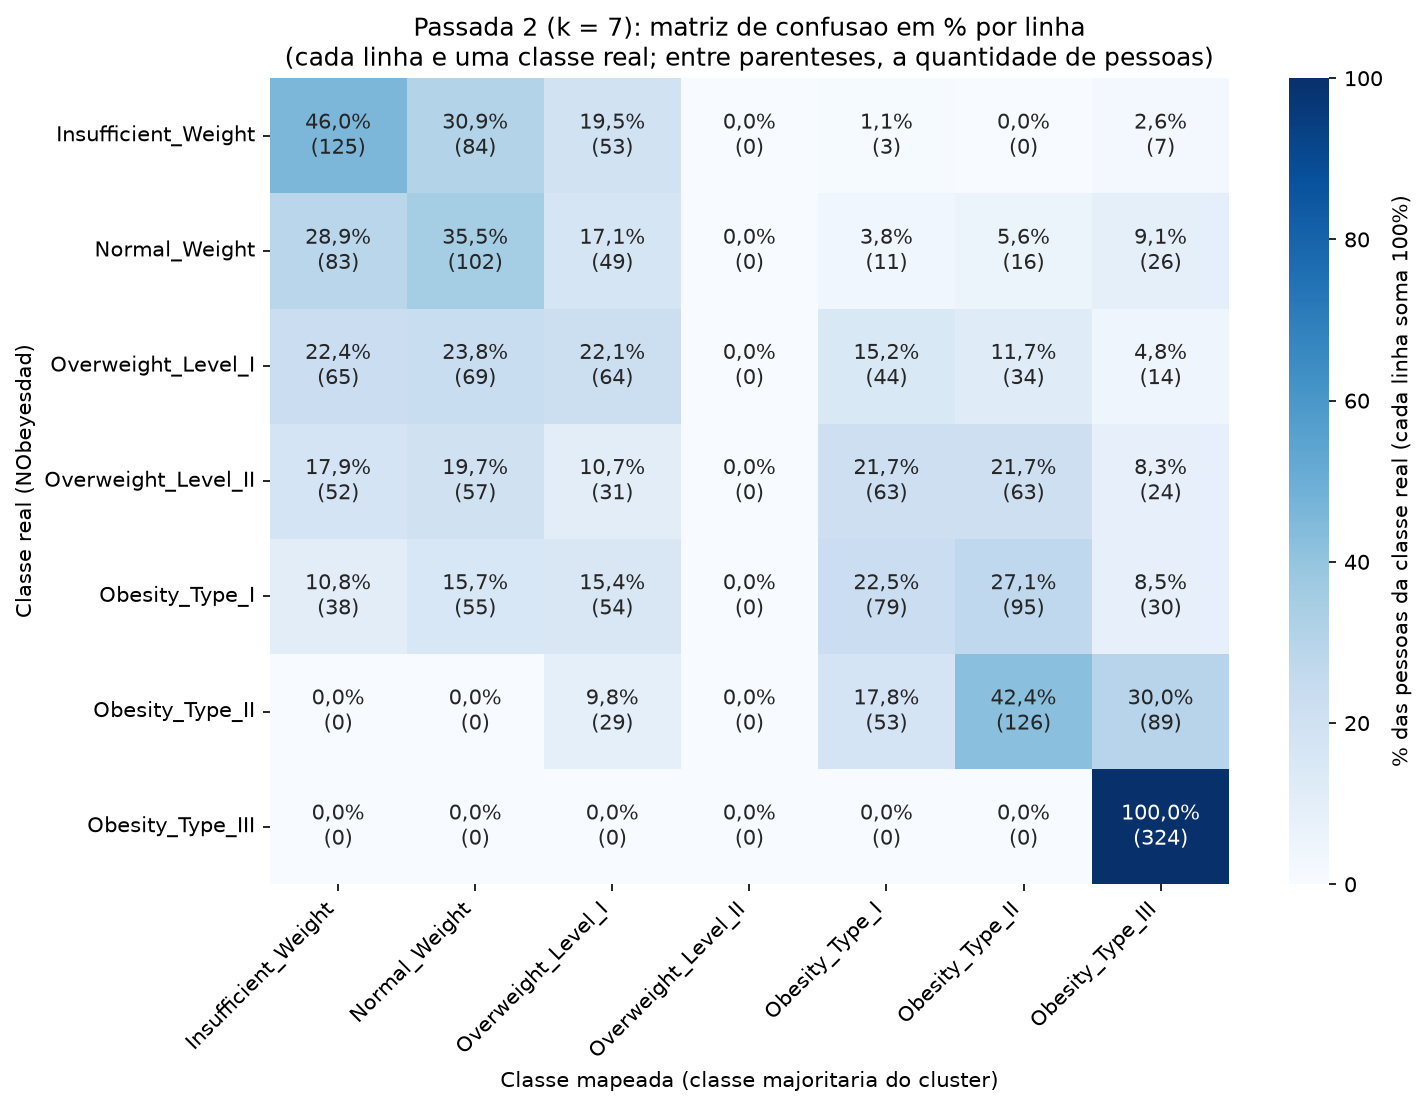 Passada 2 (k = 7): matriz de confusao em % por linha
(cada linha e uma classe real; entre parenteses, a quantidade de pessoas)
Classe real (NObeyesdad)
Insufficient_Weight
46,0% 30,9% 19,5% 0,0% 1,1% 0,0% 2,6%
(125) (84) (53) (0) (3) (0) (7)
Normal_Weight
28,9% 35,5% 17,1% 0,0% 3,8% 5,6% 9,1%
(83) (102) (49) (0) (11) (16) (26)
Overweight_Level_I
22,4% 23,8% 22,1% 0,0% 15,2% 11,7% 4,8%
(65) (69) (64) (0) (44) (34) (14)
Overweight_Level_II
17,9% 19,7% 10,7% 0,0% 21,7% 21,7% 8,3%
(52) (57) (31) (0) (63) (63) (24)
Obesity_Type_I
10,8% 15,7% 15,4% 0,0% 22,5% 27,1% 8,5%
(38) (55) (54) (0) (79) (95) (30)
Obesity_Type_II
0,0% 0,0% 9,8% 0,0% 17,8% 42,4% 30,0%
(0) (0) (29) (0) (53) (126) (89)
Obesity_Type_III
0,0% 0,0% 0,0% 0,0% 0,0% 0,0% 100,0%
(0) (0) (0) (0) (0) (0) (324)
Insufficient_Weight
Normal_Weight
Overweight_Level_I
Overweight_Level_II
Obesity_Type_I
Obesity_Type_II
Obesity_Type_III
Classe mapeada (classe majoritaria do cluster)
100
80
60
40
20
0
% das pessoas da classe real (cada linha soma 100%)